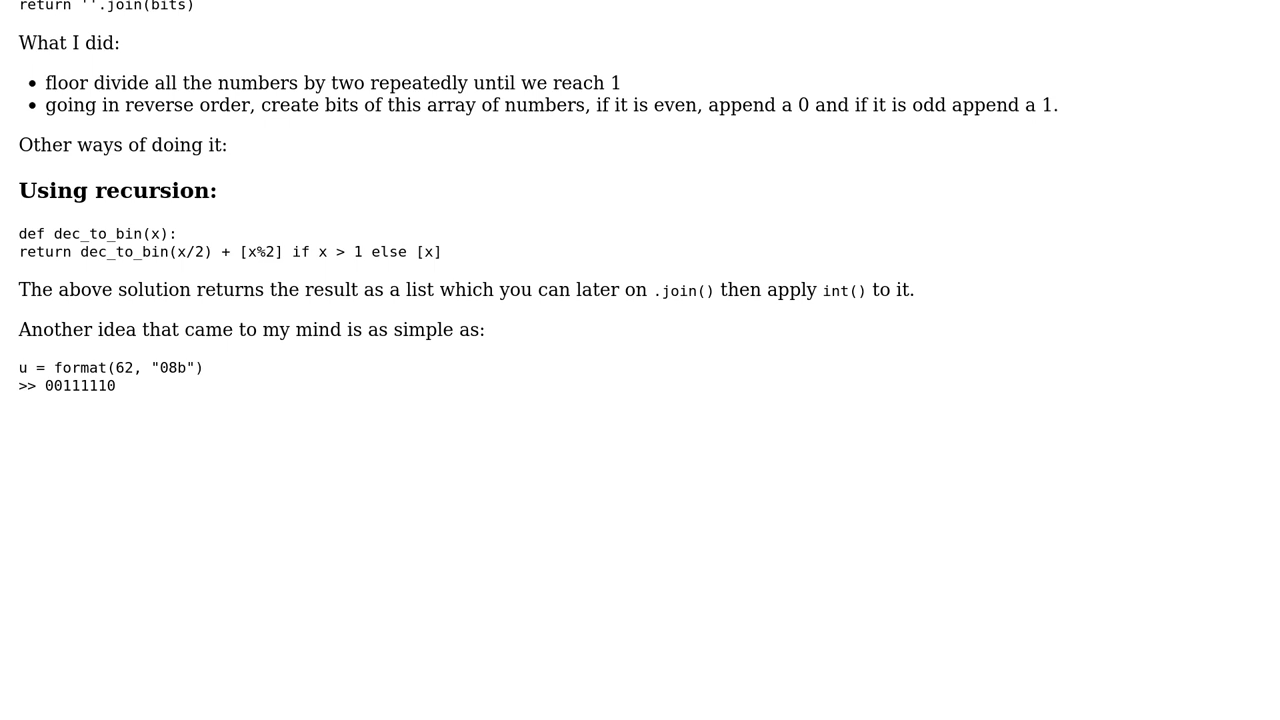 return ''.join(bits)
What I did:
• floor divide all the numbers by two repeatedly until we reach 1
• going in reverse order, create bits of this array of numbers, if it is even, append a 0 and if it is odd append a 1.
Other ways of doing it:
Using recursion:
def dec_to_bin(x):
return dec_to_bin(x/2) + [x%2] if x > 1 else [x]
The above solution returns the result as a list which you can later on .join() then apply int() to it.
Another idea that came to my mind is as simple as:
u = format(62, "08b")
>> 00111110